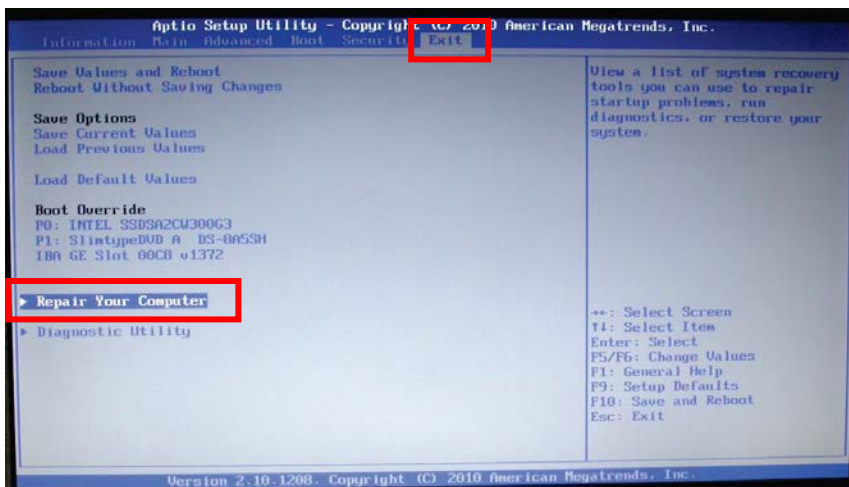 Aptio Setup Utility - Copyright (C) 2010 American Megatrends, Inc.
Information Main Advanced Boot Security Exit
Save Values and Reboot
Reboot Without Saving Changes
Save Options
Save Current Values
Load Previous Values
Load Default Values
Boot Override
P0: INTEL SSDSA2CW300G3
P1: SlimtypeDVD A DS-8A5SH
IBA GE Slot 00C8 v1372
► Repair Your Computer
► Diagnostic Utility
View a list of system recovery
tools you can use to repair
startup problems, run
diagnostics, or restore your
system.
↔: Select Screen
↑↓: Select Item
Enter: Select
F5/F6: Change Values
F1: General Help
F9: Setup Defaults
F10: Save and Reboot
Esc: Exit
Version 2.10.1208. Copyright (C) 2010 American Megatrends, Inc.